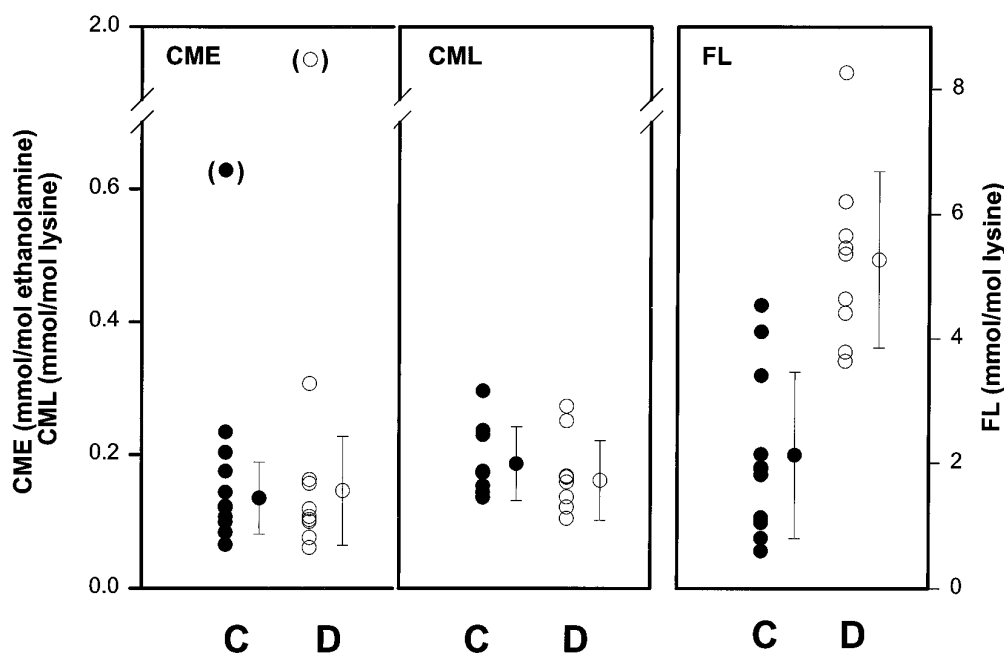 CME (mmol/mol ethanolamine)
CML (mmol/mol lysine)
2.0
0.6
0.4
0.2
0.0
CME
( )
( )
C D
CML
C D
FL
C D
8
6
4
2
0
FL (mmol/mol lysine)